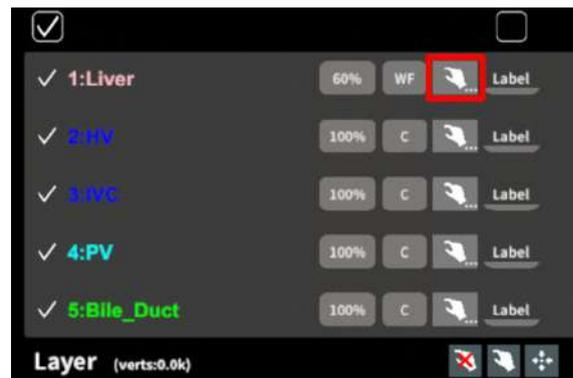 1:Liver 60% WF Label
2:HV 100% C Label
3:IVC 100% C Label
4:PV 100% C Label
5:Bile_Duct 100% C Label
Layer (verts:0.0k)